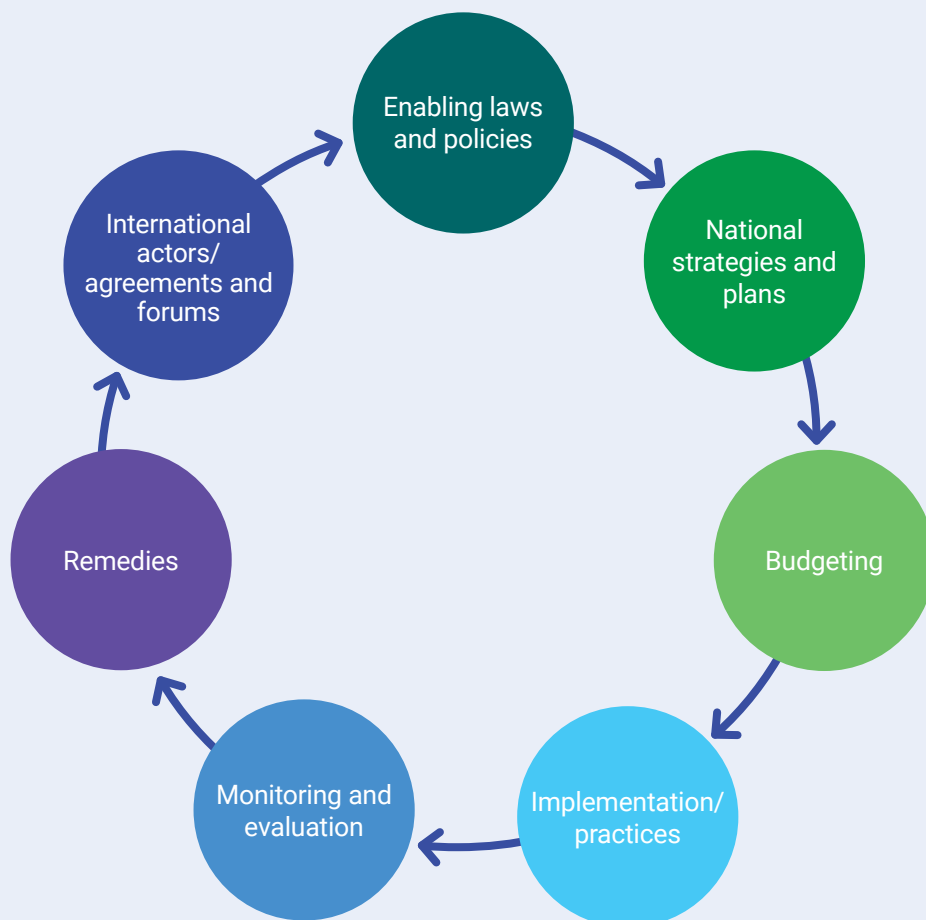 Enabling laws
and policies
National
strategies and
plans
Budgeting
Implementation/
practices
Monitoring and
evaluation
Remedies
International
actors/
agreements and
forums